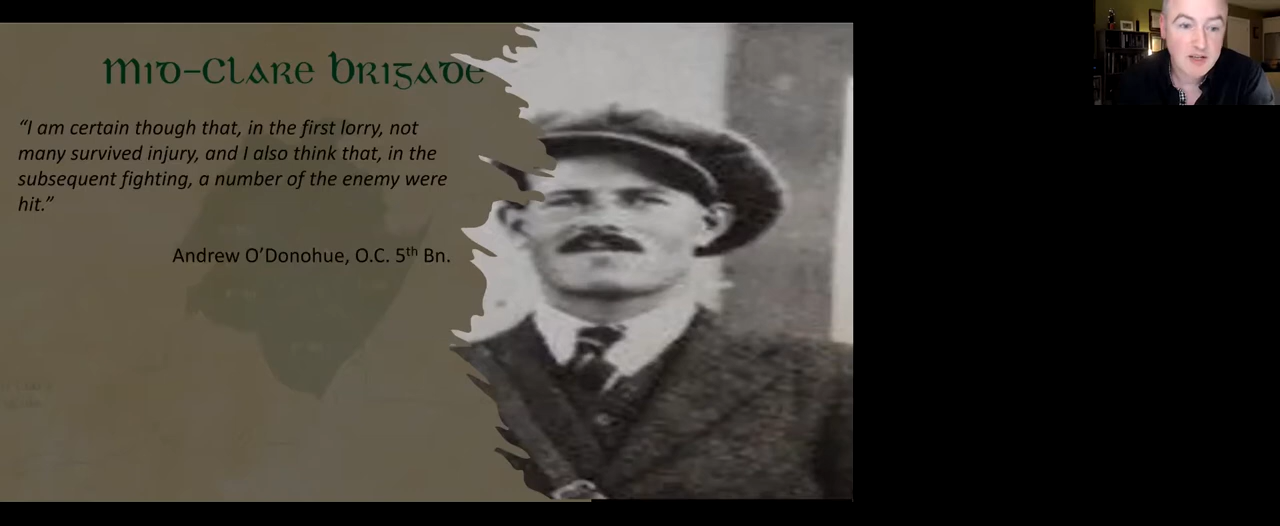 Mid-Clare Brigade
“I am certain though that, in the first lorry, not
many survived injury, and I also think that, in the
subsequent fighting, a number of the enemy were
hit.”
Andrew O’Donohue, O.C. 5th Bn.